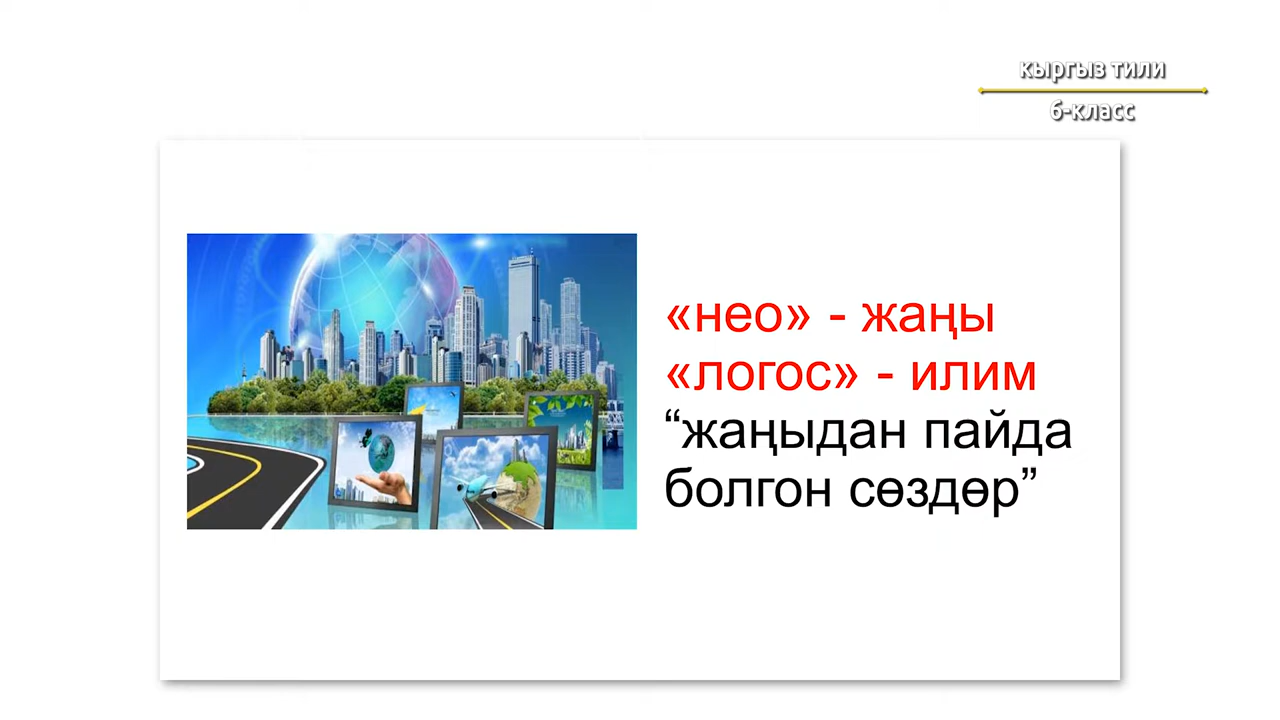 кыргыз тили
6-класс
«нео» - жаңы
«логос» - илим
“жаңыдан пайда
болгон сөздөр”